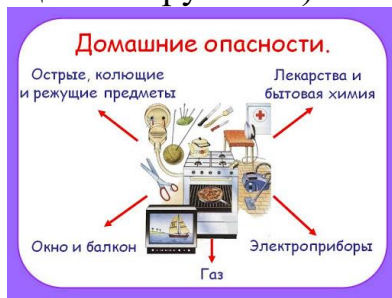 Домашние опасности.
Острые, колющие
и режущие предметы
Лекарства и
бытовая химия
Окно и балкон
Электроприборы
Газ